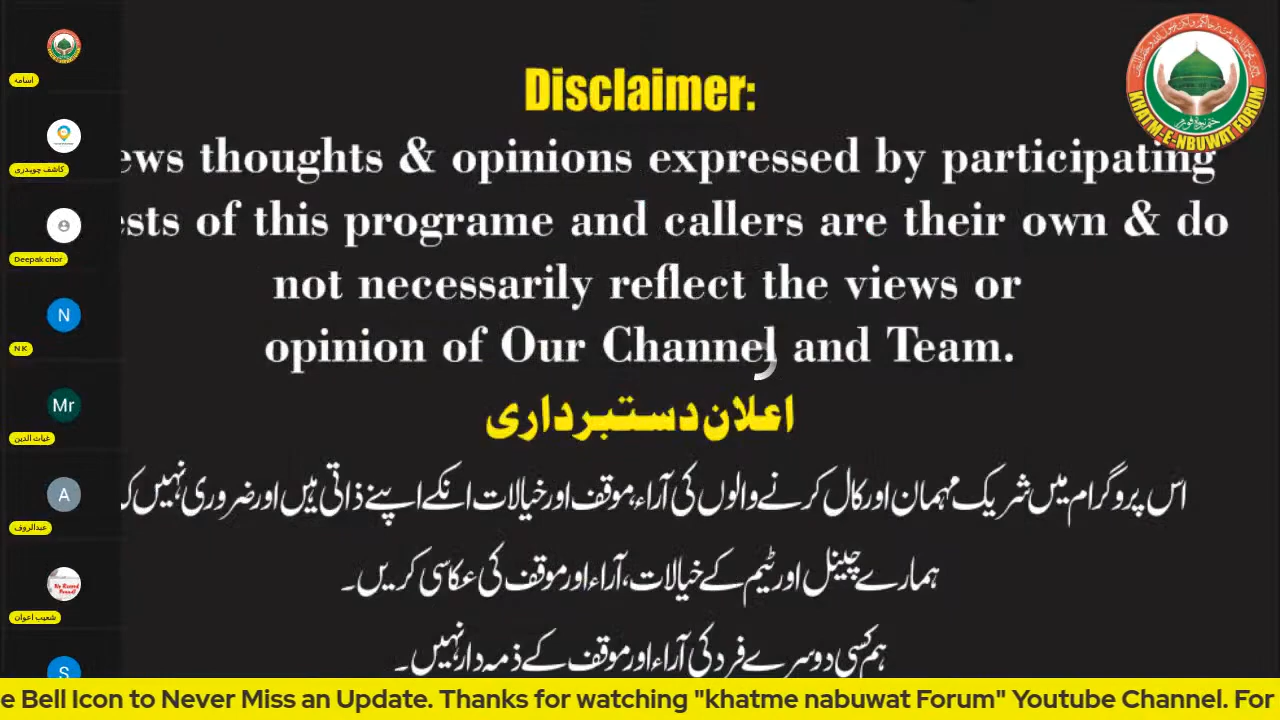 Disclaimer:
ews thoughts & opinions expressed by participating
ests of this programe and callers are their own & do
not necessarily reflect the views or
opinion of Our Channel and Team.
اعلان دستبرداری
اس پروگرام میں شریک مہمان اور کال کرنے والوں کی آراء، موقف اور خیالات انکے اپنے ذاتی ہیں اور ضروری نہیں کہ
ہمارے چینل اور ٹیم کے خیالات، آراء اور موقف کی عکاسی کریں۔
ہم کسی دوسرے فرد کی آراء اور موقف کے ذمہ دار نہیں۔
KHATM-E-NBUWAT FORUM
اسامہ
کاشف چوہدری
Deepak chor
N
N K
Mr
غیاث الدین
A
عبدالروف
شعیب اعوان
S
e Bell Icon to Never Miss an Update. Thanks for watching "khatme nabuwat Forum" Youtube Channel. For